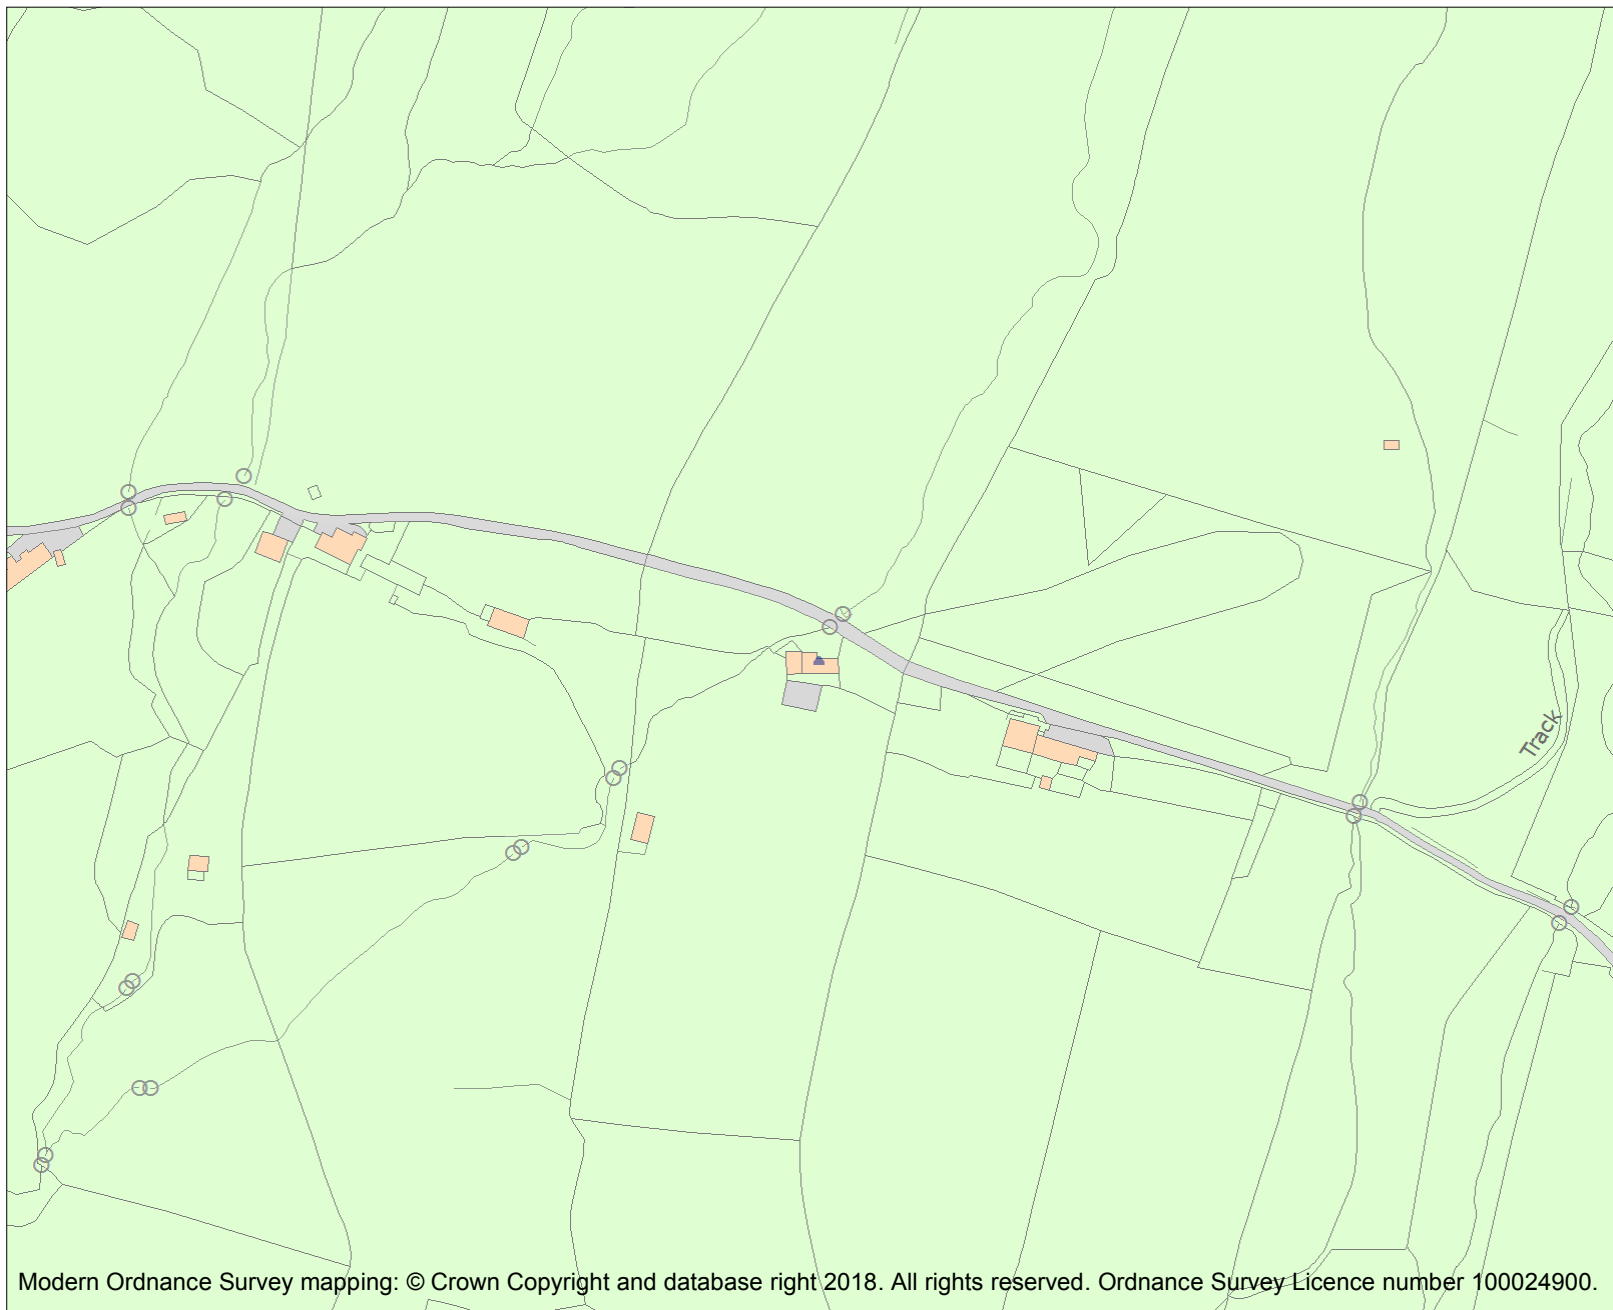 Track
Modern Ordnance Survey mapping: © Crown Copyright and database right 2018. All rights reserved. Ordnance Survey Licence number 100024900.